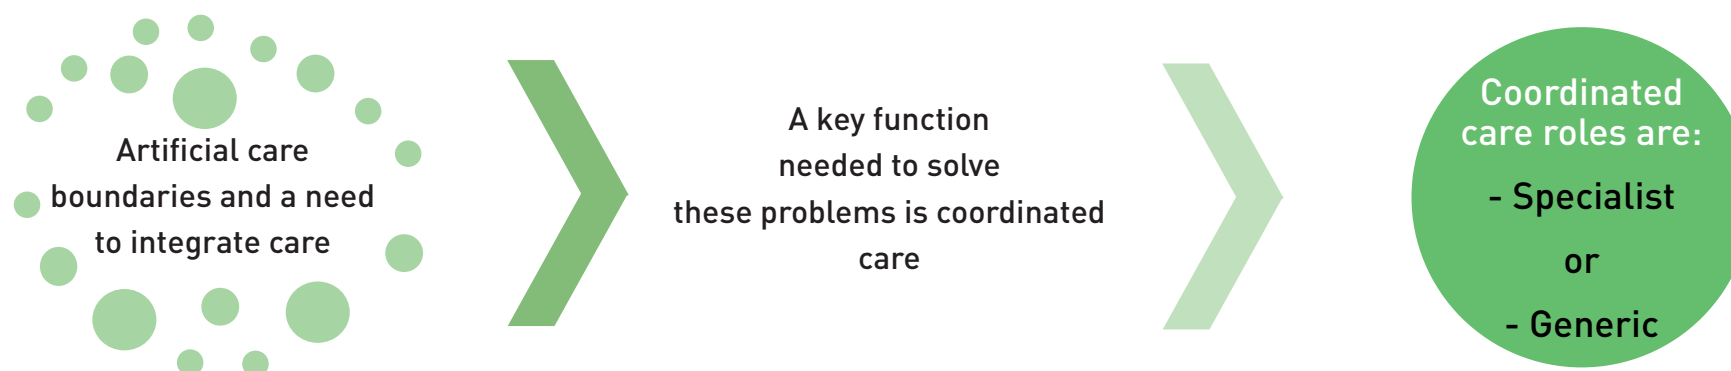 Artificial care
boundaries and a need
to integrate care
A key function
needed to solve
these problems is coordinated
care
Coordinated
care roles are:
- Specialist
or
- Generic